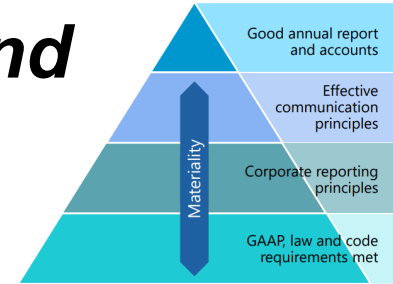 nd
Good annual report
and accounts
Effective
communication
principles
Materiality
Corporate reporting
principles
GAAP, law and code
requirements met